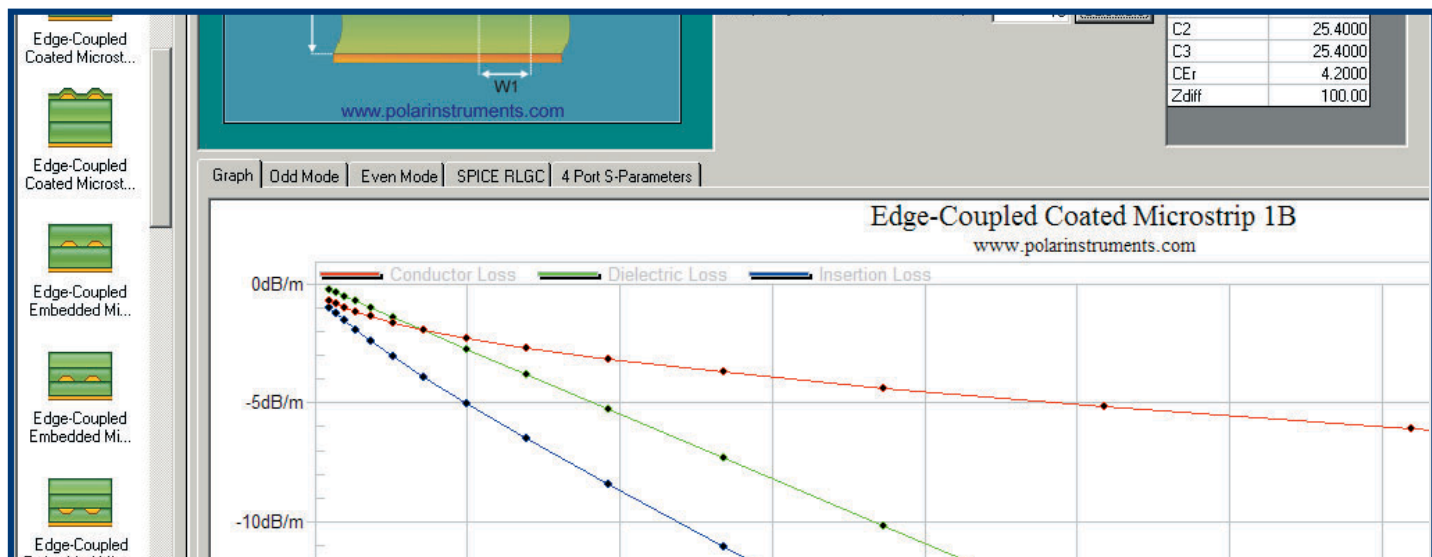 Edge-Coupled
Coated Microst...
Edge-Coupled
Coated Microst...
Edge-Coupled
Embedded Mi...
Edge-Coupled
Embedded Mi...
Edge-Coupled
W1
www.polarinstruments.com
C2 25.4000
C3 25.4000
CEr 4.2000
Zdiff 100.00
Graph Odd Mode Even Mode SPICE RLGC 4 Port S-Parameters
Edge-Coupled Coated Microstrip 1B
www.polarinstruments.com
Conductor Loss Dielectric Loss Insertion Loss
0dB/m
-5dB/m
-10dB/m